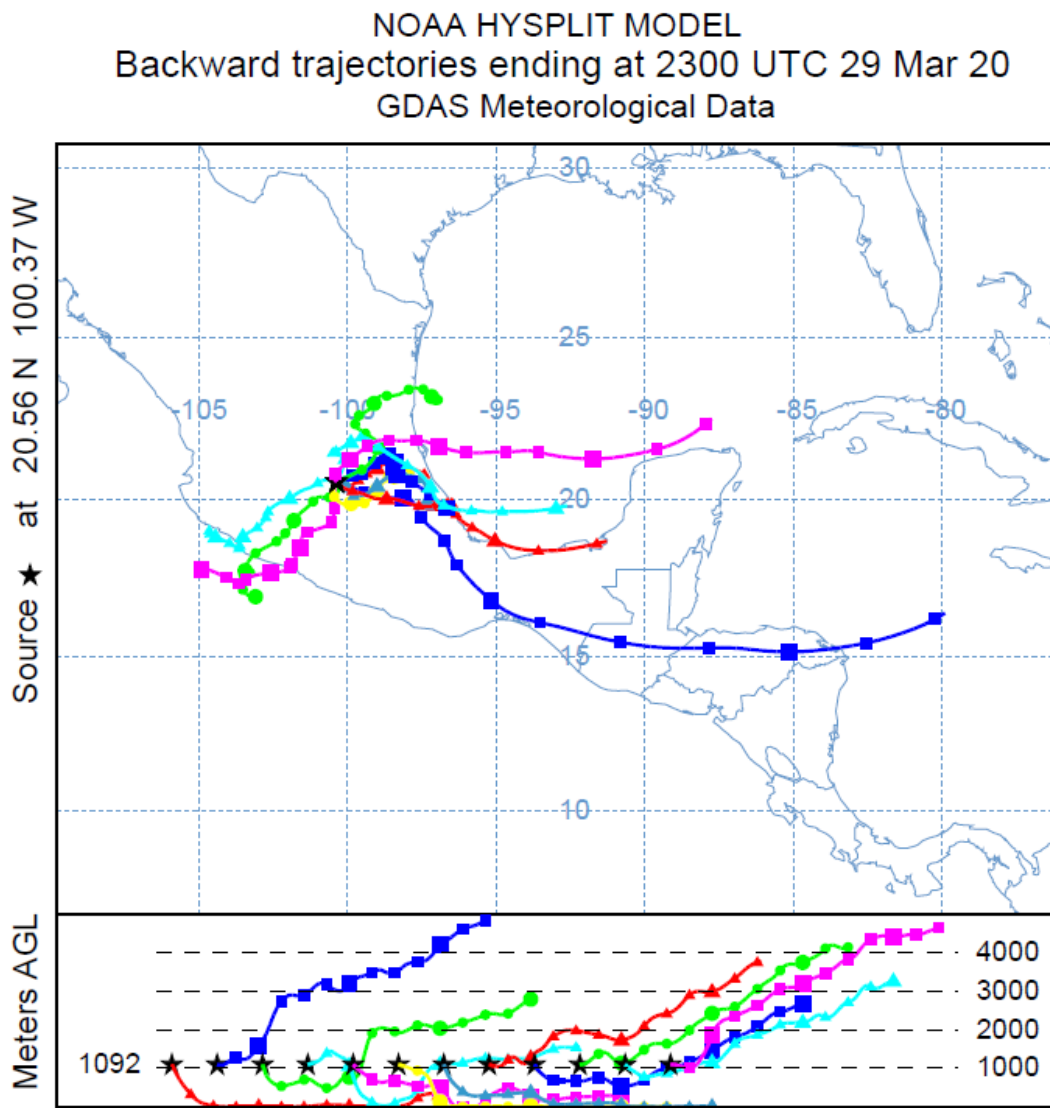 NOAA HYSPLIT MODEL
Backward trajectories ending at 2300 UTC 29 Mar 20
GDAS Meteorological Data
Source ★ at 20.56 N 100.37 W
30
25
-105 -100 -95 -90 -85 -80
20
15
10
Meters AGL
1092
4000
3000
2000
1000